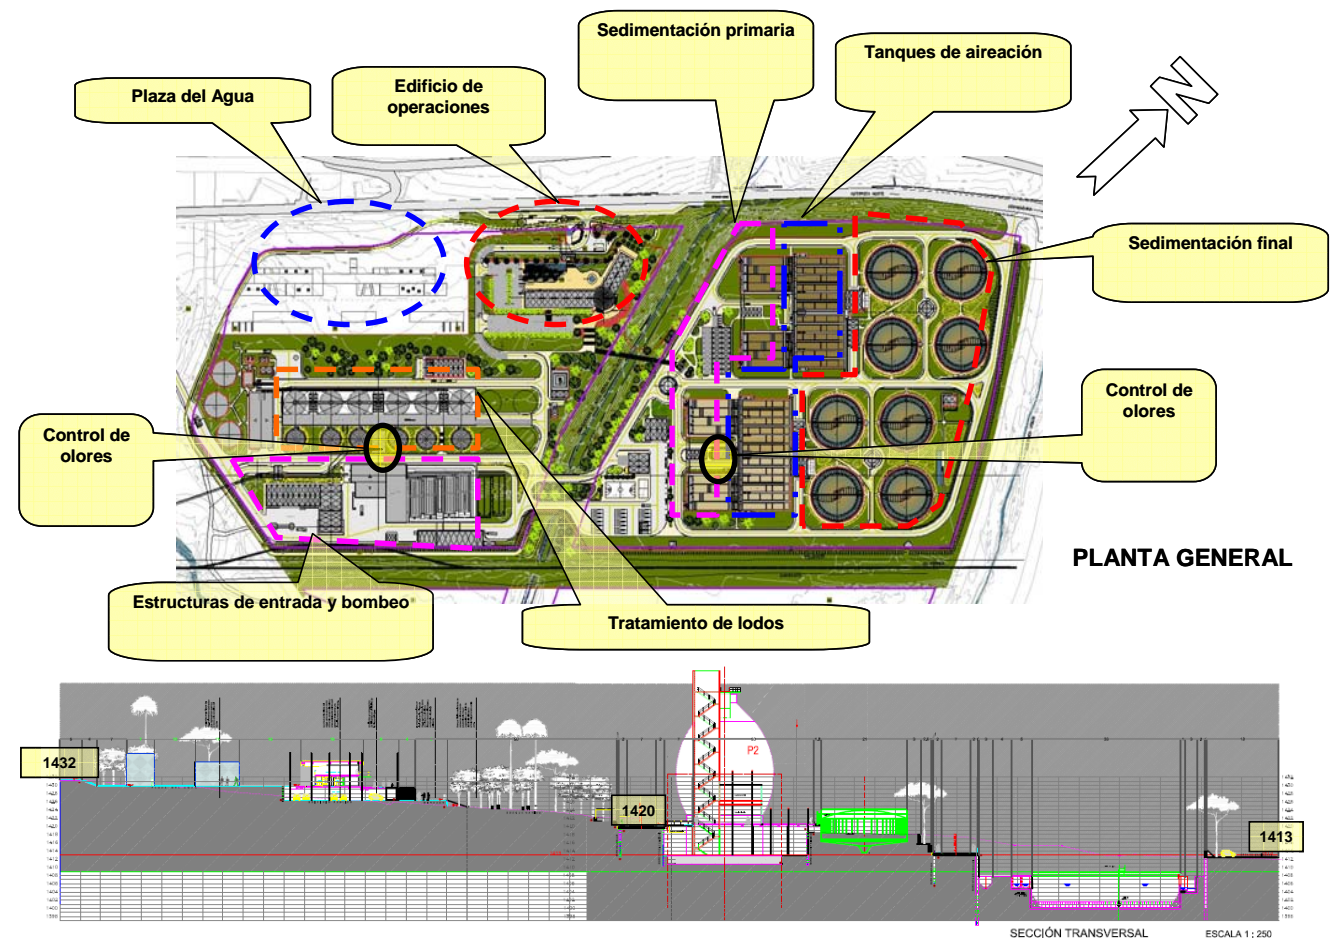 Sedimentación primaria
Tanques de aireación
Edificio de
operaciones
Plaza del Agua
N
Sedimentación final
Control de
olores
Control de
olores
PLANTA GENERAL
Estructuras de entrada y bombeo
Tratamiento de lodos
P2
1432
1420
1413
SECCIÓN TRANSVERSAL
ESCALA 1 : 250